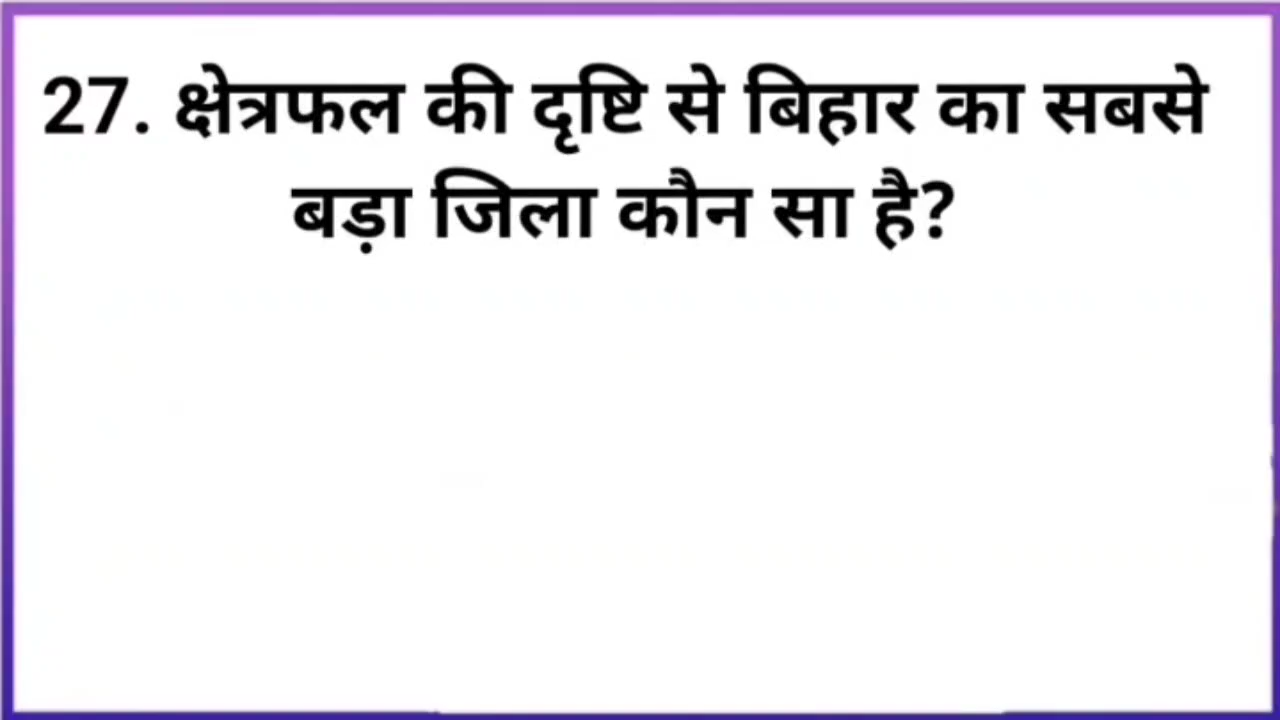 27. क्षेत्रफल की दृष्टि से बिहार का सबसे
बड़ा जिला कौन सा है?